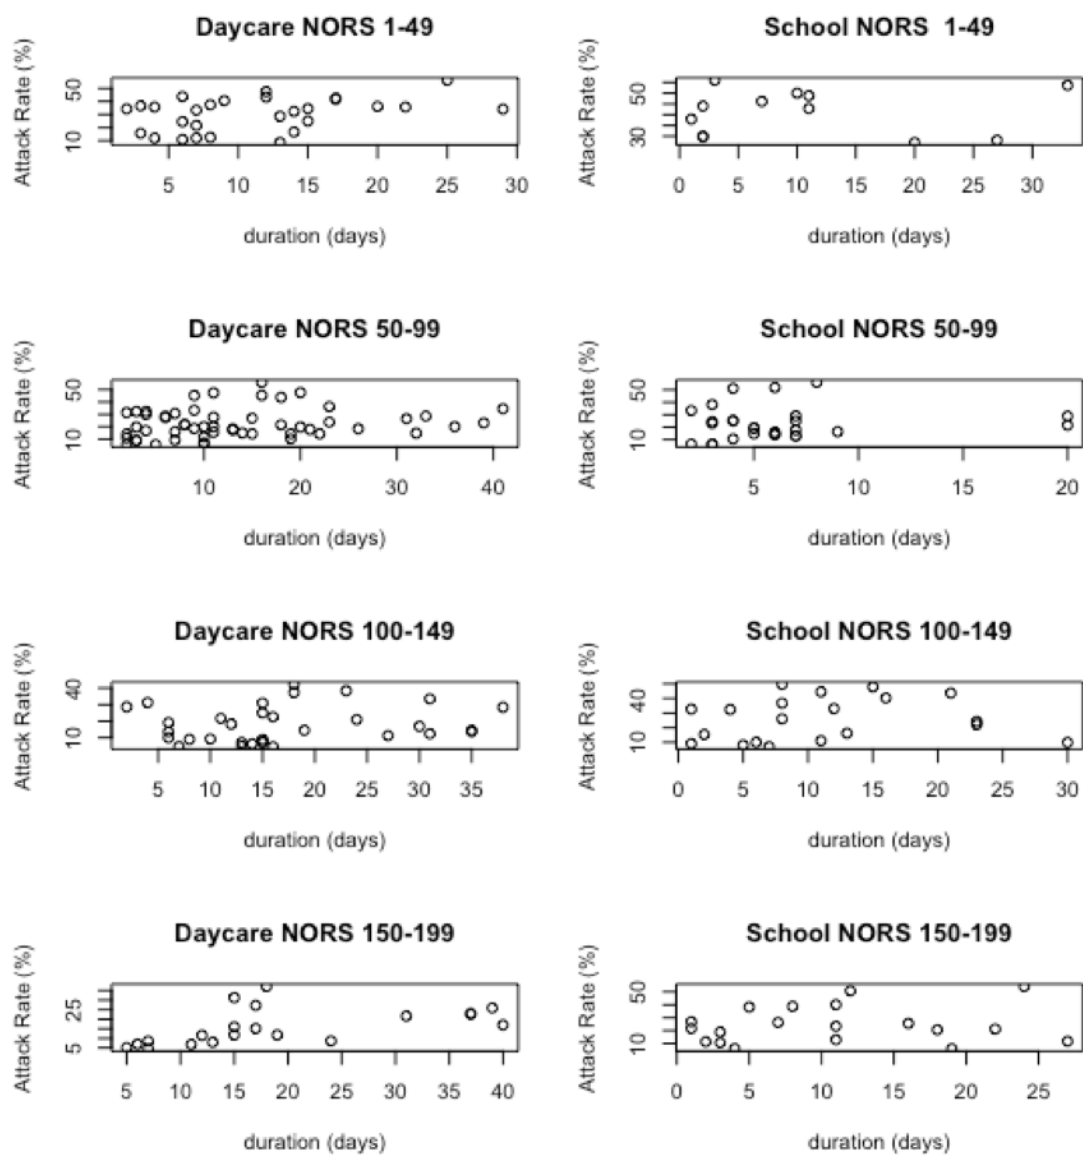 Daycare NORS 1-49
Attack Rate (%)
10 50
5 10 15 20 25 30
duration (days)
School NORS  1-49
Attack Rate (%)
30 50
0 5 10 15 20 25 30
duration (days)
Daycare NORS 50-99
Attack Rate (%)
10 50
10 20 30 40
duration (days)
School NORS 50-99
Attack Rate (%)
10 50
5 10 15 20
duration (days)
Daycare NORS 100-149
Attack Rate (%)
10 40
5 10 15 20 25 30 35
duration (days)
School NORS 100-149
Attack Rate (%)
10 40
0 5 10 15 20 25 30
duration (days)
Daycare NORS 150-199
Attack Rate (%)
5 25
5 10 15 20 25 30 35 40
duration (days)
School NORS 150-199
Attack Rate (%)
10 50
0 5 10 15 20 25
duration (days)